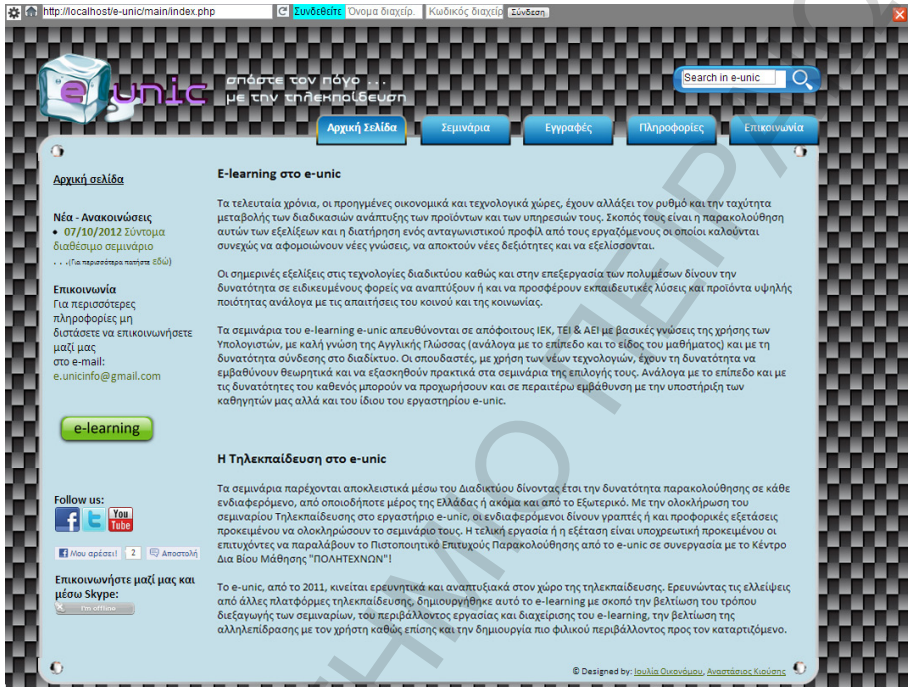 http://localhost/e-unic/main/index.php
Συνδεθείτε Όνομα διαχείρ. Κωδικός διαχείρ Σύνδεση
e-unic
σπάστε τον πάγο ...
με την τηλεκπαίδευση
Search in e-unic
Αρχική Σελίδα Σεμινάρια Εγγραφές Πληροφορίες Επικοινωνία
Αρχική σελίδα
Νέα - Ανακοινώσεις
• 07/10/2012 Σύντομα
διαθέσιμο σεμινάριο
. . .(Για περισσότερα πατήστε εδώ)
Επικοινωνία
Για περισσότερες
πληροφορίες μη
διστάσετε να επικοινωνήσετε
μαζί μας
στο e-mail:
e.unicinfo@gmail.com
e-learning
Follow us:
You
Tube
Μου αρέσει! 2 Αποστολή
Επικοινωνήστε μαζί μας και
μέσω Skype:
I'm offline
E-learning στο e-unic
Τα τελευταία χρόνια, οι προηγμένες οικονομικά και τεχνολογικά χώρες, έχουν αλλάξει τον ρυθμό και την ταχύτητα
μεταβολής των διαδικασιών ανάπτυξης των προϊόντων και των υπηρεσιών τους. Σκοπός τους είναι η παρακολούθηση
αυτών των εξελίξεων και η διατήρηση ενός ανταγωνιστικού προφίλ από τους εργαζόμενους οι οποίοι καλούνται
συνεχώς να αφομοιώνουν νέες γνώσεις, να αποκτούν νέες δεξιότητες και να εξελίσσονται.
Οι σημερινές εξελίξεις στις τεχνολογίες διαδικτύου καθώς και στην επεξεργασία των πολυμέσων δίνουν την
δυνατότητα σε ειδικευμένους φορείς να αναπτύξουν ή και να προσφέρουν εκπαιδευτικές λύσεις και προϊόντα υψηλής
ποιότητας ανάλογα με τις απαιτήσεις του κοινού και της κοινωνίας.
Τα σεμινάρια του e-learning e-unic απευθύνονται σε απόφοιτους ΙΕΚ, ΤΕΙ & ΑΕΙ με βασικές γνώσεις της χρήσης των
Υπολογιστών, με καλή γνώση της Αγγλικής Γλώσσας (ανάλογα με το επίπεδο και το είδος του μαθήματος) και με τη
δυνατότητα σύνδεσης στο διαδίκτυο. Οι σπουδαστές, με χρήση των νέων τεχνολογιών, έχουν τη δυνατότητα να
εμβαθύνουν θεωρητικά και να εξασκηθούν πρακτικά στα σεμινάρια της επιλογής τους. Ανάλογα με το επίπεδο και με
τις δυνατότητες του καθενός μπορούν να προχωρήσουν και σε περαιτέρω εμβάθυνση με την υποστήριξη των
καθηγητών μας αλλά και του ίδιου του εργαστηρίου e-unic.
Η Τηλεκπαίδευση στο e-unic
Τα σεμινάρια παρέχονται αποκλειστικά μέσω του Διαδικτύου δίνοντας έτσι την δυνατότητα παρακολούθησης σε κάθε
ενδιαφερόμενο, από οποιοδήποτε μέρος της Ελλάδας ή ακόμα και από το Εξωτερικό. Με την ολοκλήρωση του
σεμιναρίου Τηλεκπαίδευσης στο εργαστήριο e-unic, οι ενδιαφερόμενοι δίνουν γραπτές ή και προφορικές εξετάσεις
προκειμένου να ολοκληρώσουν το σεμινάριό τους. Η τελική εργασία ή η εξέταση είναι υποχρεωτική προκειμένου οι
επιτυχόντες να παραλάβουν το Πιστοποιητικό Επιτυχούς Παρακολούθησης από το e-unic σε συνεργασία με το Κέντρο
Δια Βίου Μάθησης "ΠΟΛΗΤΕΧΝΩΝ"!
Το e-unic, από το 2011, κινείται ερευνητικά και αναπτυξιακά στον χώρο της τηλεκπαίδευσης. Ερευνώντας τις ελλείψεις
από άλλες πλατφόρμες τηλεκπαίδευσης, δημιουργήθηκε αυτό το e-learning με σκοπό την βελτίωση του τρόπου
διεξαγωγής των σεμιναρίων, του περιβάλλοντος εργασίας και διαχείρισης του e-learning, την βελτίωση της
αλληλεπίδρασης με τον χρήστη καθώς επίσης και την δημιουργία πιο φιλικού περιβάλλοντος προς τον καταρτιζόμενο.
© Designed by: Ιουλία Οικονόμου, Αναστάσιος Κιούσης